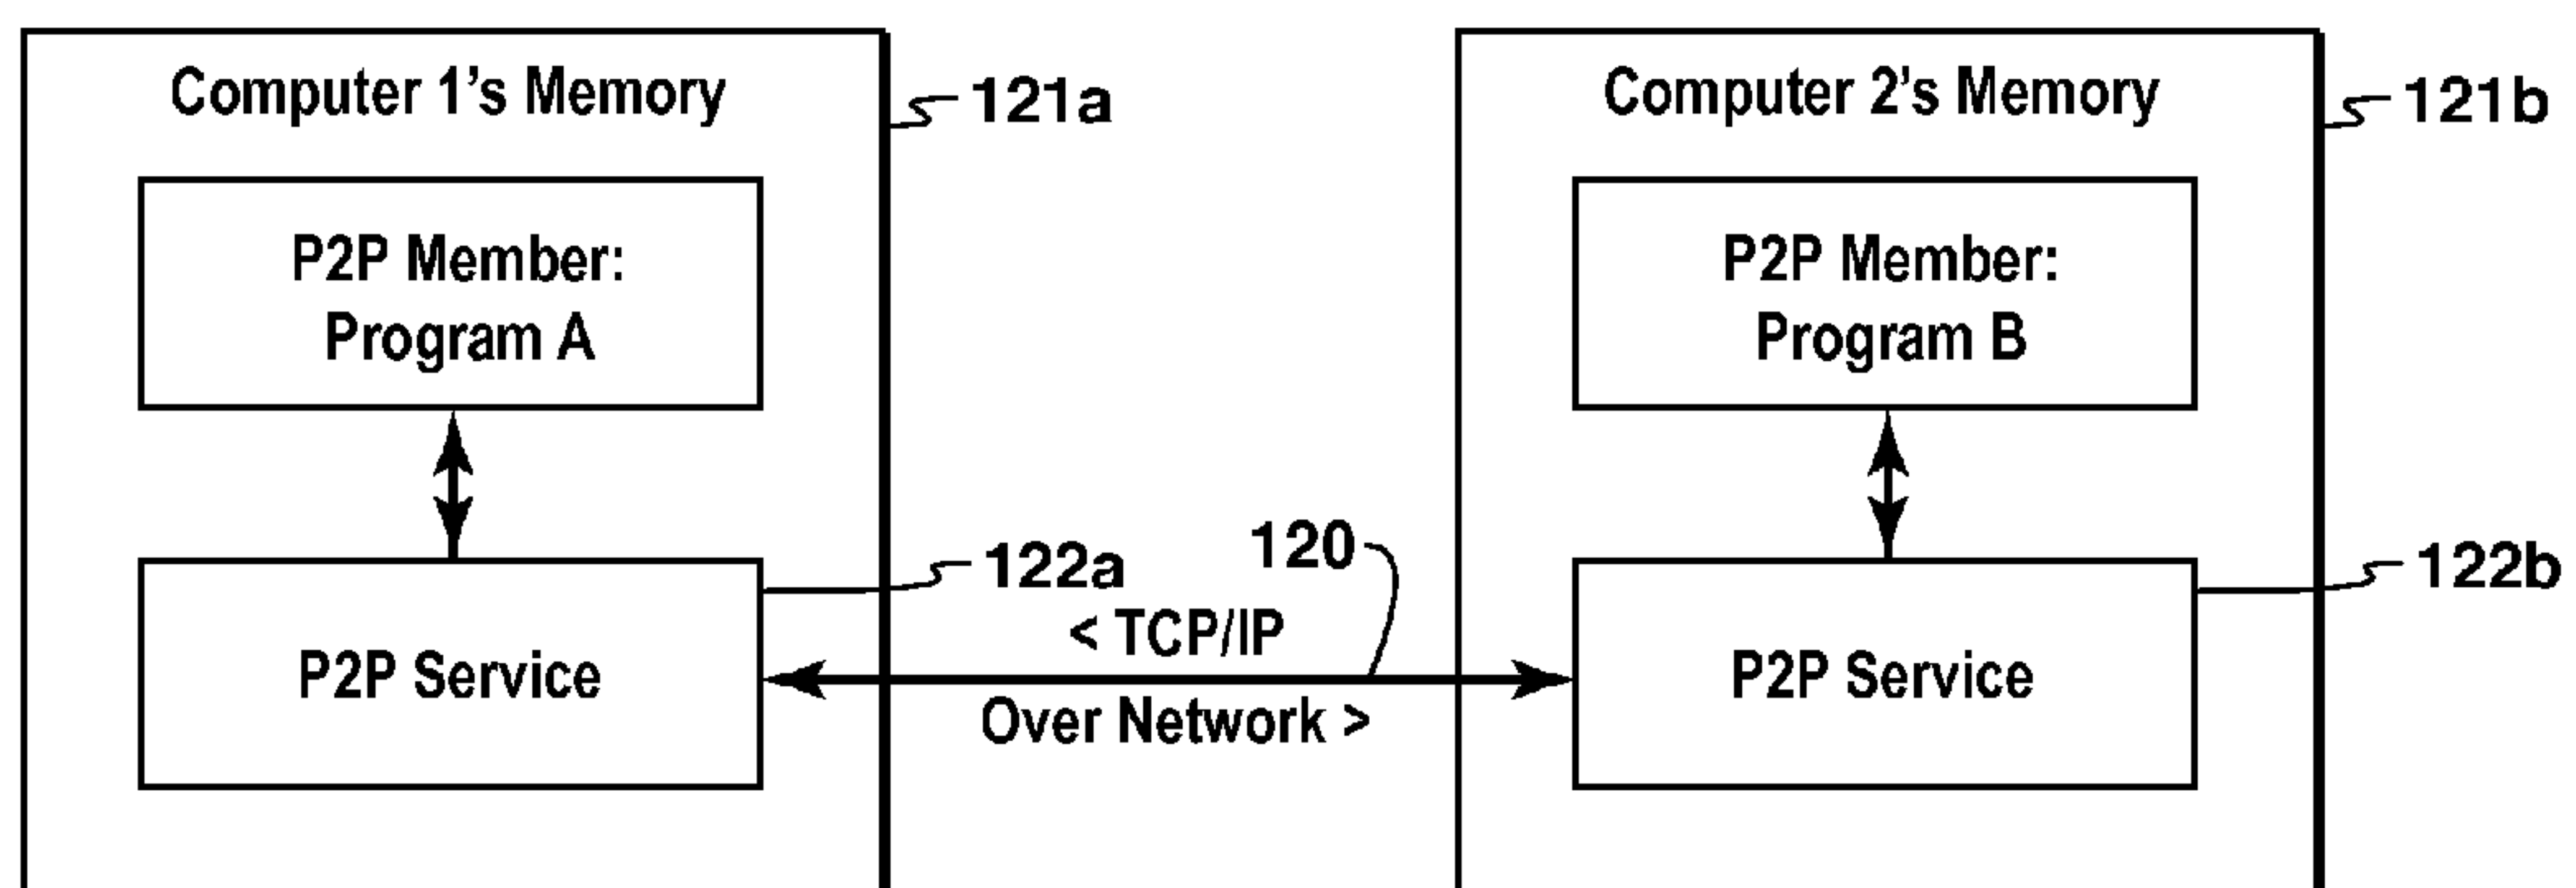 Computer 1’s Memory
121a
P2P Member:
Program A
P2P Service
122a
< TCP/IP
Over Network >
120
Computer 2’s Memory
121b
P2P Member:
Program B
P2P Service
122b